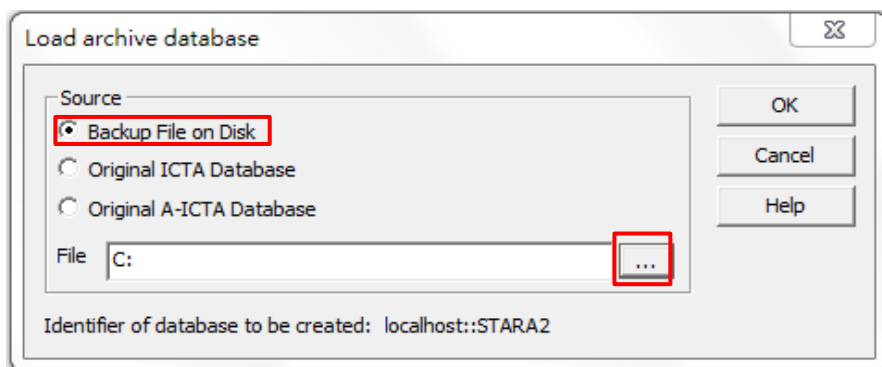 Load archive database
Source
Backup File on Disk
Original ICTA Database
Original A-ICTA Database
File C: ...
Identifier of database to be created: localhost::STARA2
OK
Cancel
Help